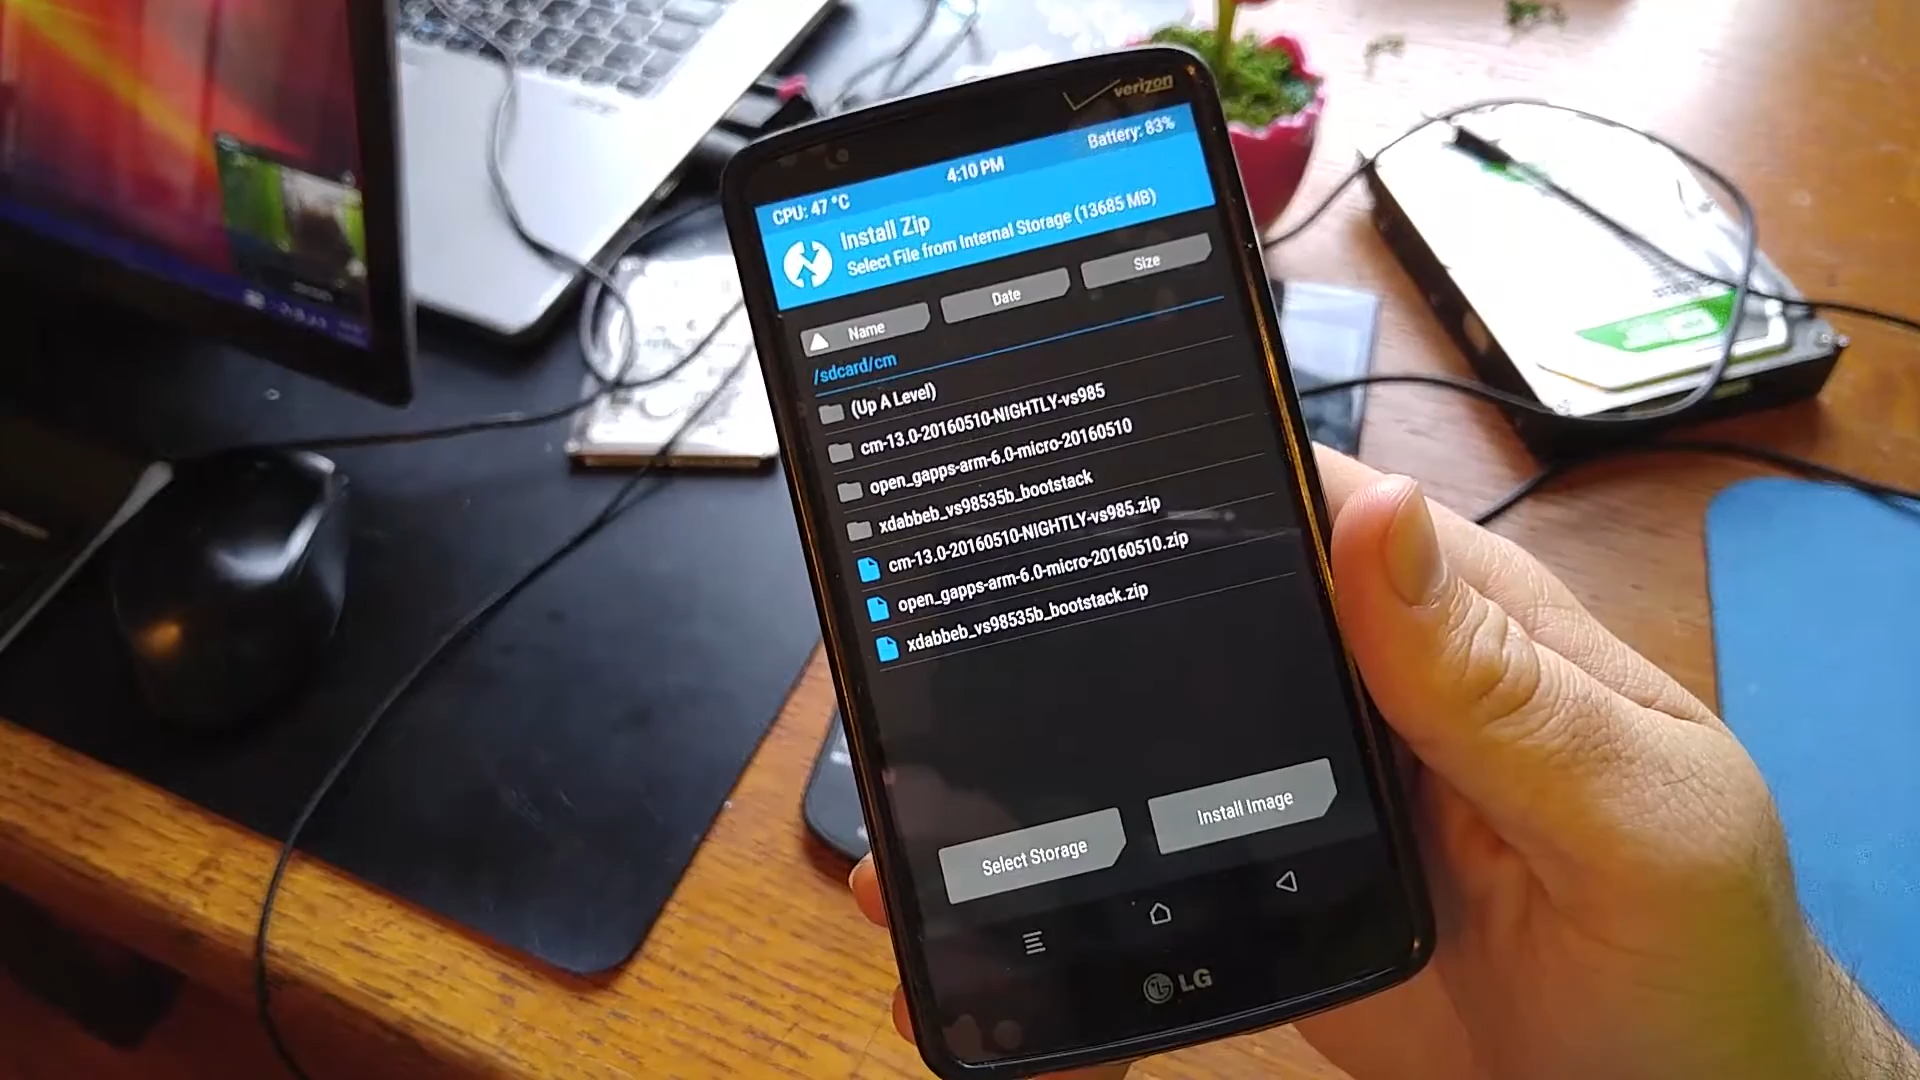 verizon
CPU: 47 °C
4:10 PM
Battery: 83%
Install Zip
Select File from Internal Storage (13685 MB)
Name
Date
Size
/sdcard/cm
(Up A Level)
cm-13.0-20160510-NIGHTLY-vs985
open_gapps-arm-6.0-micro-20160510
xdabbeb_vs98535b_bootstack
cm-13.0-20160510-NIGHTLY-vs985.zip
open_gapps-arm-6.0-micro-20160510.zip
xdabbeb_vs98535b_bootstack.zip
Select Storage
Install Image
LG